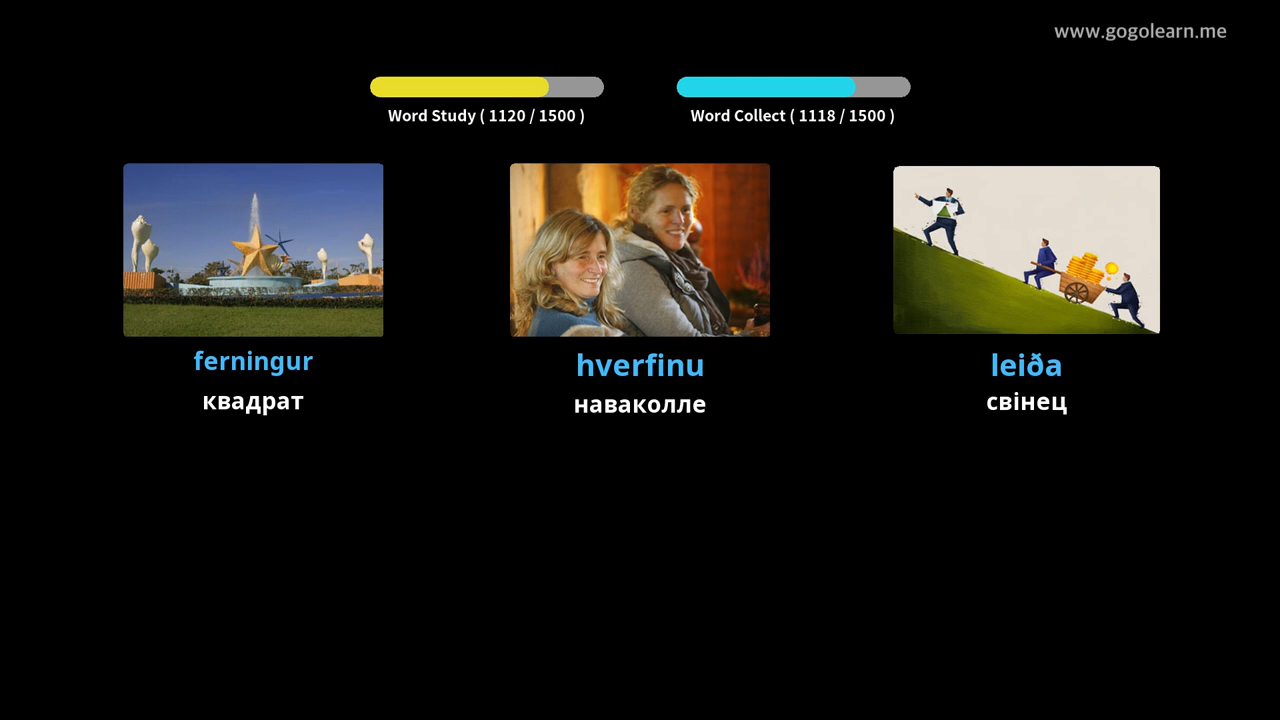 www.gogolearn.me
Word Study ( 1120 / 1500 )
Word Collect ( 1118 / 1500 )
ferningur
hverfinu
leiða
квадрат
наваколле
свінец